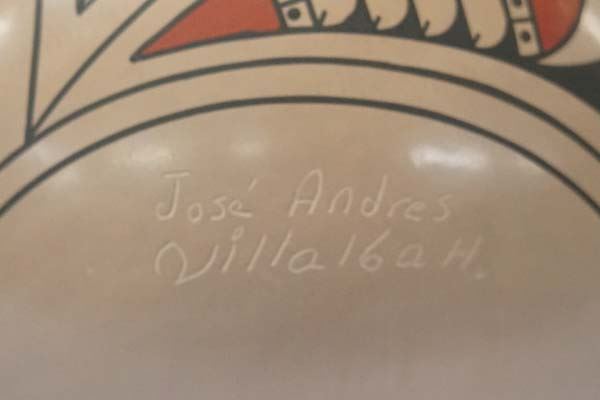 José Andres
Villalba H.